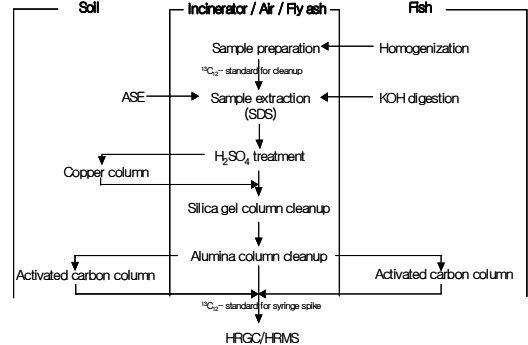 Soil
Incinerator / Air / Fly ash
Fish
Sample preparation
Homogenization
¹³C₁₂– standard for cleanup
ASE
Sample extraction
(SDS)
KOH digestion
H₂SO₄ treatment
Copper column
Silica gel column cleanup
Alumina column cleanup
Activated carbon column
Activated carbon column
¹³C₁₂– standard for syringe spike
HRGC/HRMS